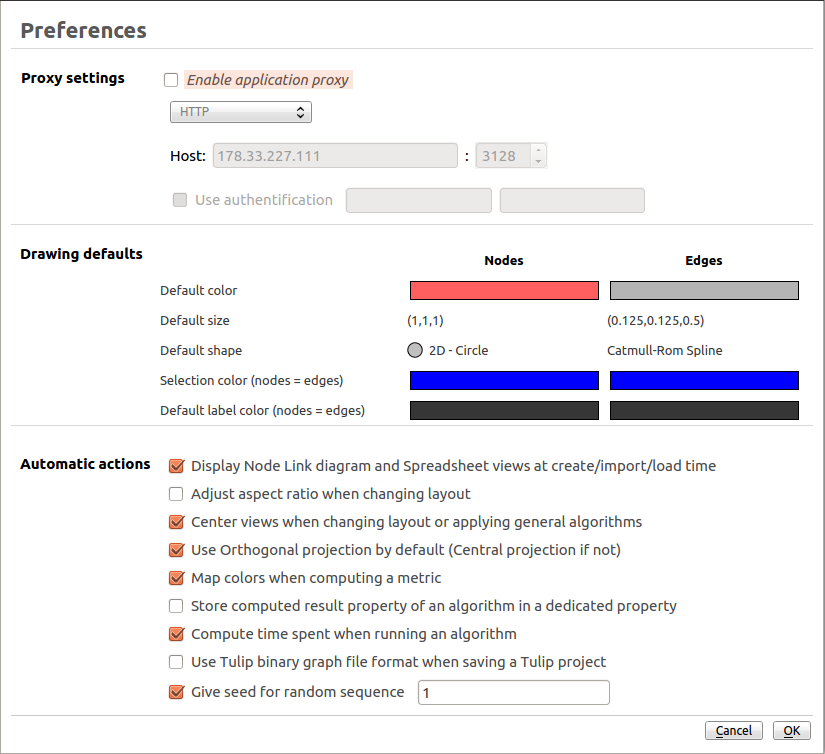 Preferences
Proxy settings Enable application proxy
HTTP
Host: 178.33.227.111 : 3128
Use authentification
Drawing defaults Nodes Edges
Default color
Default size (1,1,1) (0.125,0.125,0.5)
Default shape 2D - Circle Catmull-Rom Spline
Selection color (nodes = edges)
Default label color (nodes = edges)
Automatic actions Display Node Link diagram and Spreadsheet views at create/import/load time
Adjust aspect ratio when changing layout
Center views when changing layout or applying general algorithms
Use Orthogonal projection by default (Central projection if not)
Map colors when computing a metric
Store computed result property of an algorithm in a dedicated property
Compute time spent when running an algorithm
Use Tulip binary graph file format when saving a Tulip project
Give seed for random sequence 1
Cancel OK